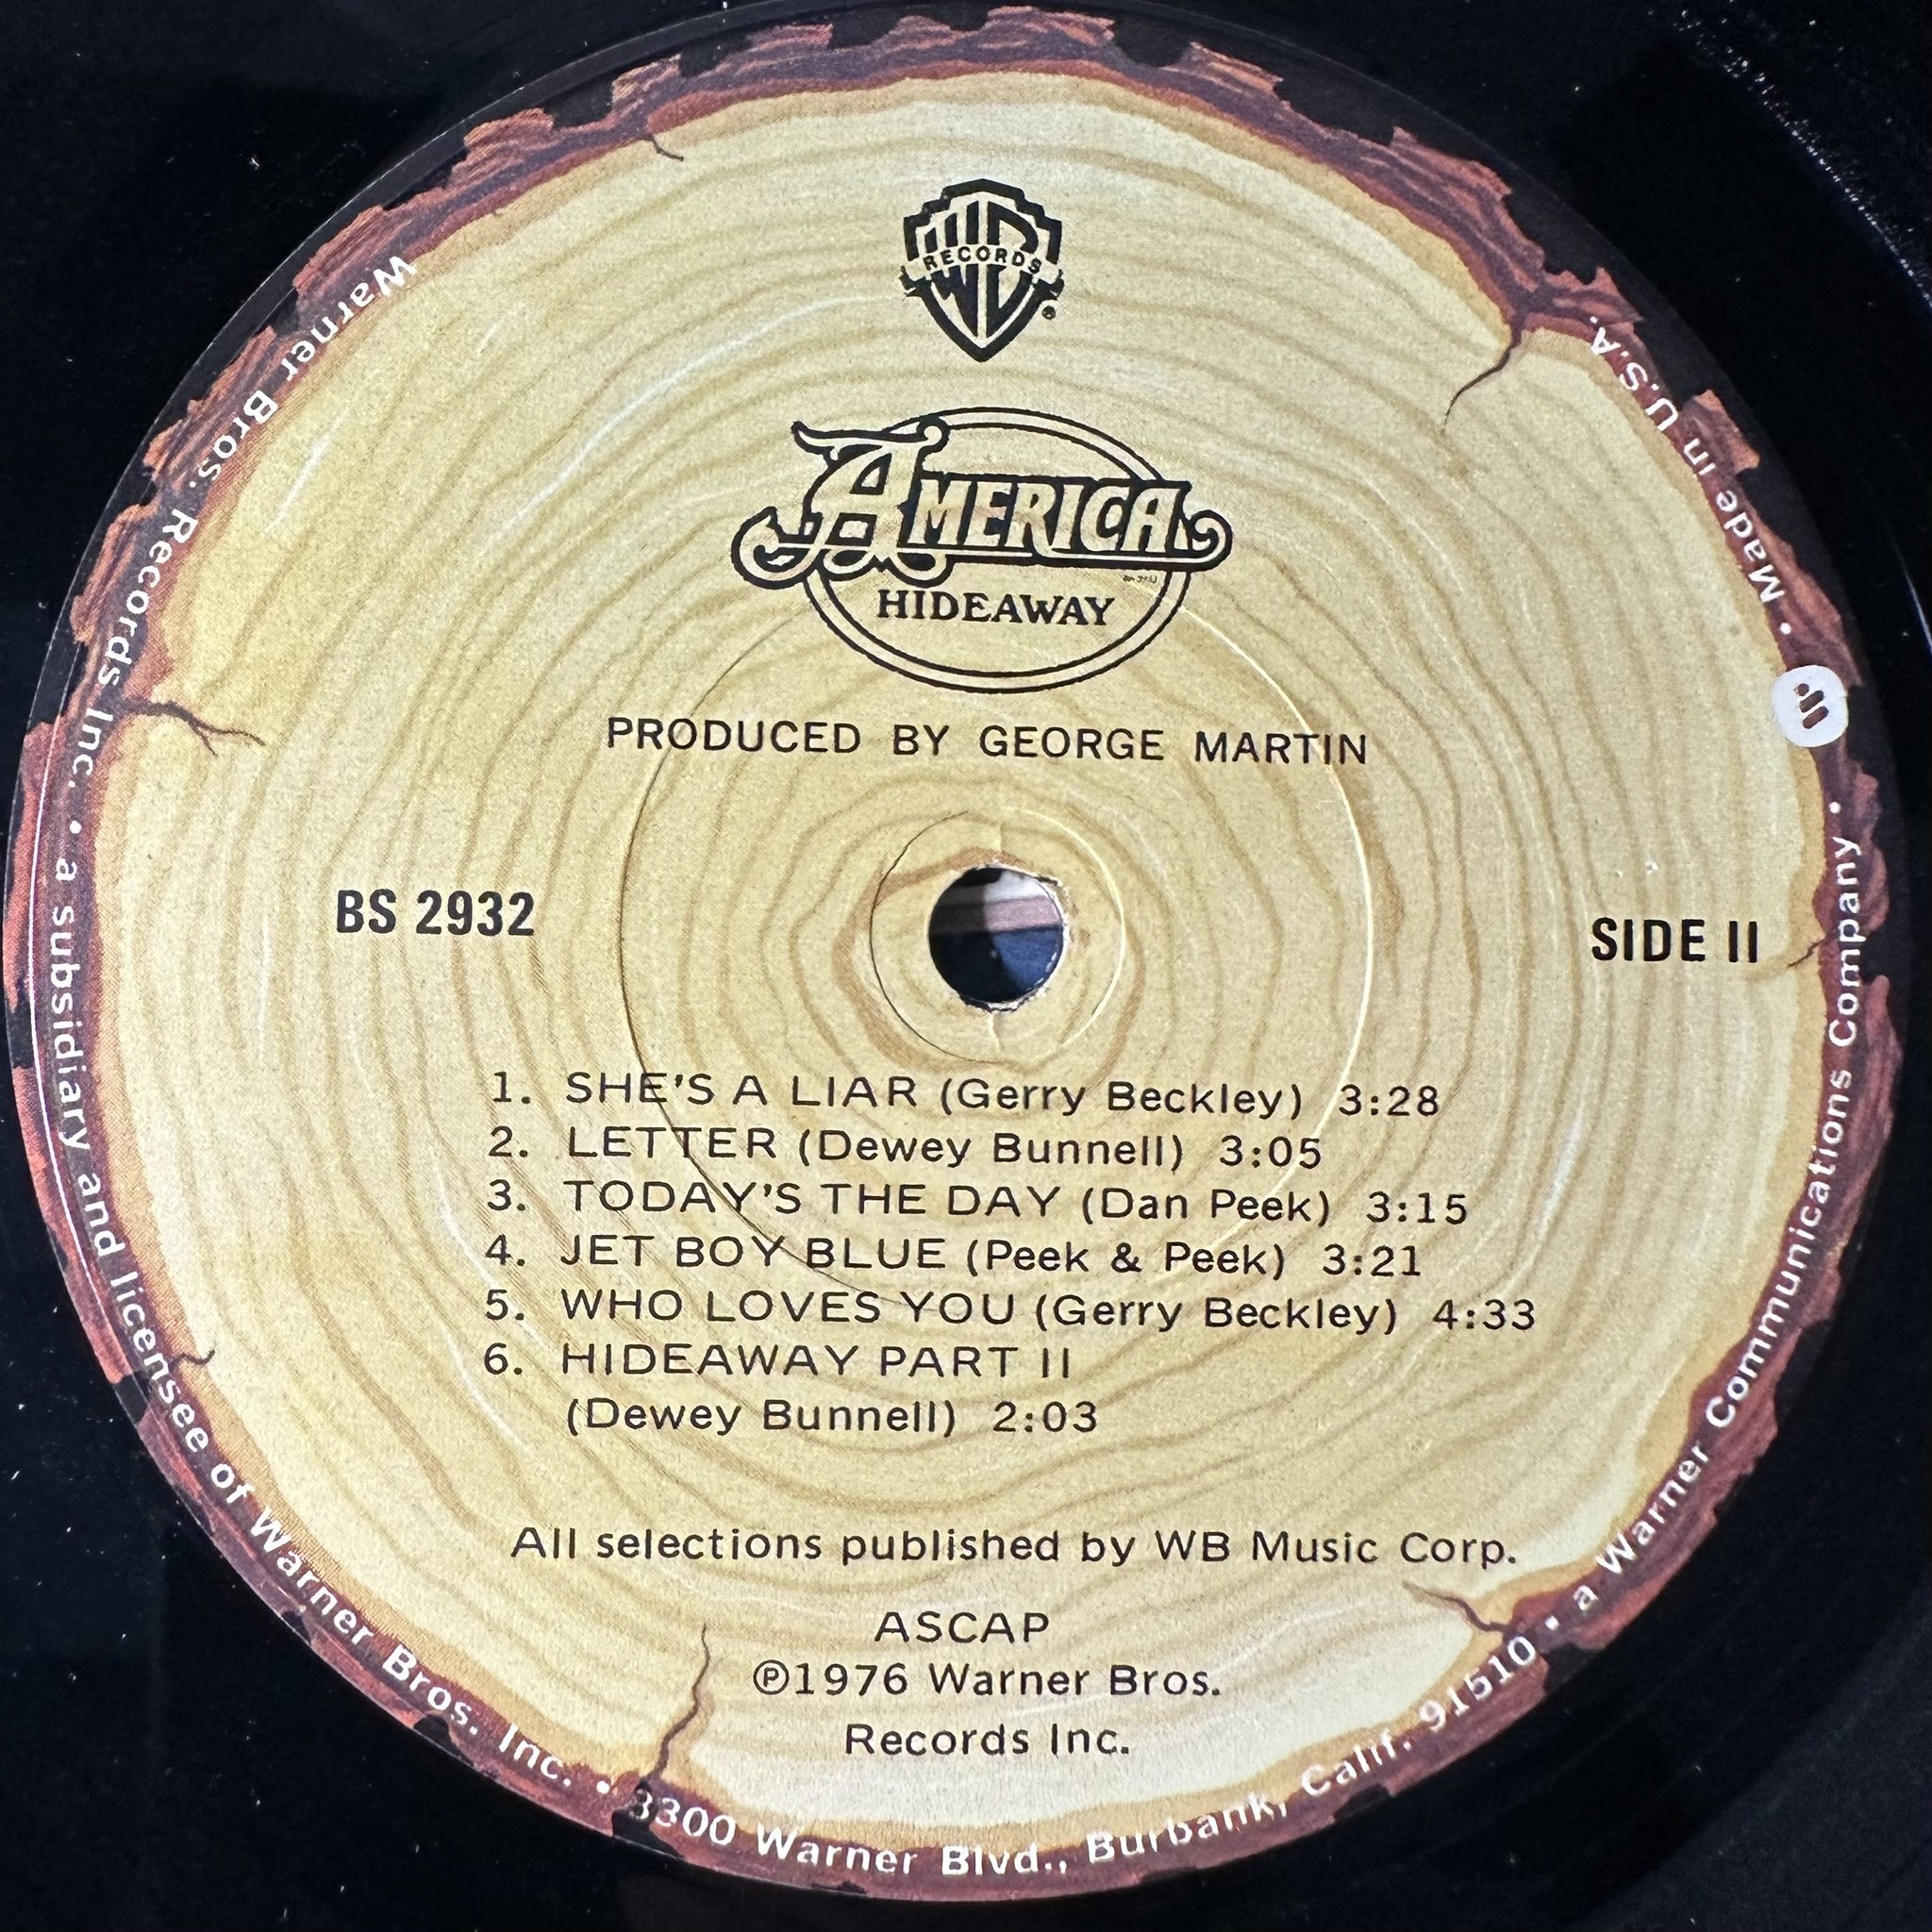 WB
RECORDS
®
AMERICA
HIDEAWAY
PRODUCED BY GEORGE MARTIN
BS 2932
SIDE II
1. SHE'S A LIAR (Gerry Beckley) 3:28
2. LETTER (Dewey Bunnell) 3:05
3. TODAY'S THE DAY (Dan Peek) 3:15
4. JET BOY BLUE (Peek & Peek) 3:21
5. WHO LOVES YOU (Gerry Beckley) 4:33
6. HIDEAWAY PART II
(Dewey Bunnell) 2:03
All selections published by WB Music Corp.
ASCAP
℗1976 Warner Bros.
Records Inc.
Warner Bros. Records Inc. • a subsidiary and licensee of Warner Bros. Inc. • 3300 Warner Blvd., Burbank, Calif. 91510 • a Warner Communications Company • Made in U.S.A.